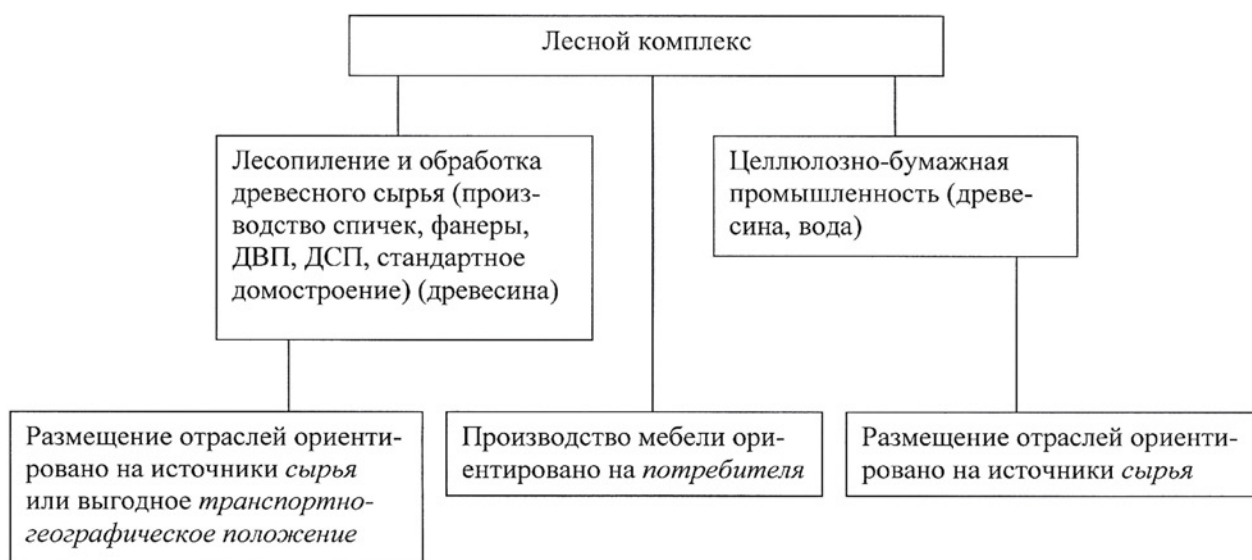 Лесной комплекс
Лесопиление и обработка
древесного сырья (произ-
водство спичек, фанеры,
ДВП, ДСП, стандартное
домостроение) (древесина)
Целлюлозно-бумажная
промышленность (древе-
сина, вода)
Размещение отраслей ориенти-
ровано на источники сырья
или выгодное транспортно-
географическое положение
Производство мебели ори-
ентировано на потребителя
Размещение отраслей ориенти-
ровано на источники сырья